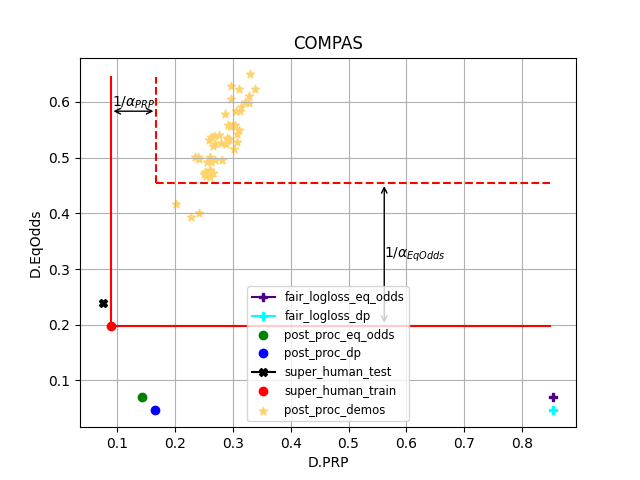 COMPAS
D.EqOdds
0.6
0.5
0.4
0.3
0.2
0.1
1/α_PRP
1/α_EqOdds
fair_logloss_eq_odds
fair_logloss_dp
post_proc_eq_odds
post_proc_dp
super_human_test
super_human_train
post_proc_demos
0.1 0.2 0.3 0.4 0.5 0.6 0.7 0.8
D.PRP